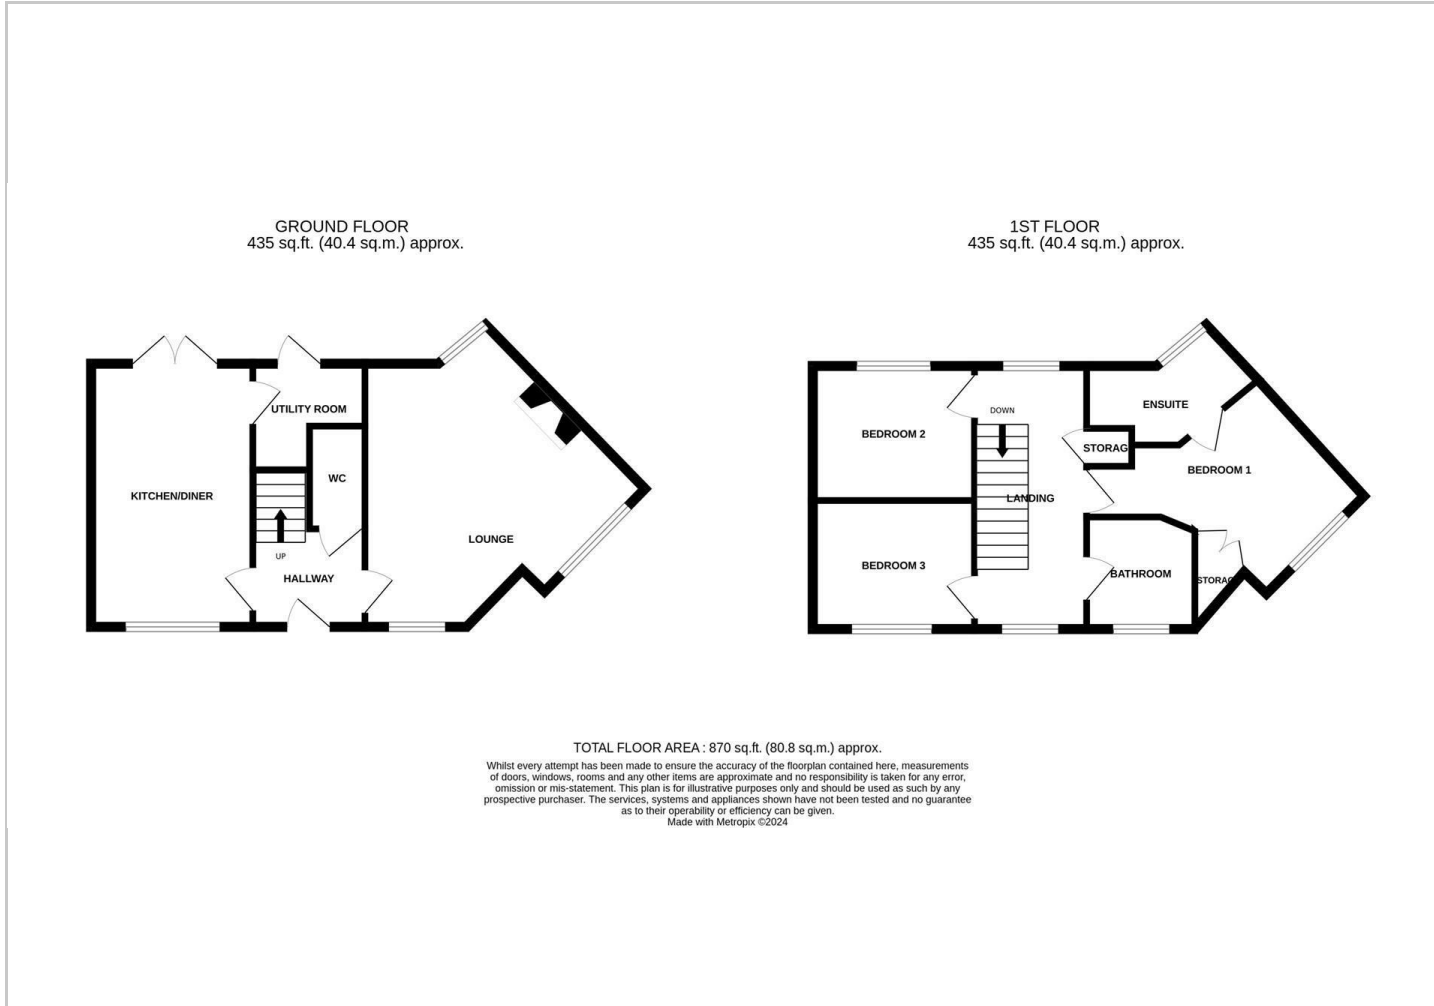 GROUND FLOOR
435 sq.ft. (40.4 sq.m.) approx.
UTILITY ROOM
KITCHEN/DINER
WC
UP
HALLWAY
LOUNGE
1ST FLOOR
435 sq.ft. (40.4 sq.m.) approx.
DOWN
BEDROOM 2
ENSUITE
STORAG
BEDROOM 1
LANDING
BEDROOM 3
BATHROOM
STORAG
TOTAL FLOOR AREA : 870 sq.ft. (80.8 sq.m.) approx.
Whilst every attempt has been made to ensure the accuracy of the floorplan contained here, measurements
of doors, windows, rooms and any other items are approximate and no responsibility is taken for any error,
omission or mis-statement. This plan is for illustrative purposes only and should be used as such by any
prospective purchaser. The services, systems and appliances shown have not been tested and no guarantee
as to their operability or efficiency can be given.
Made with Metropix ©2024